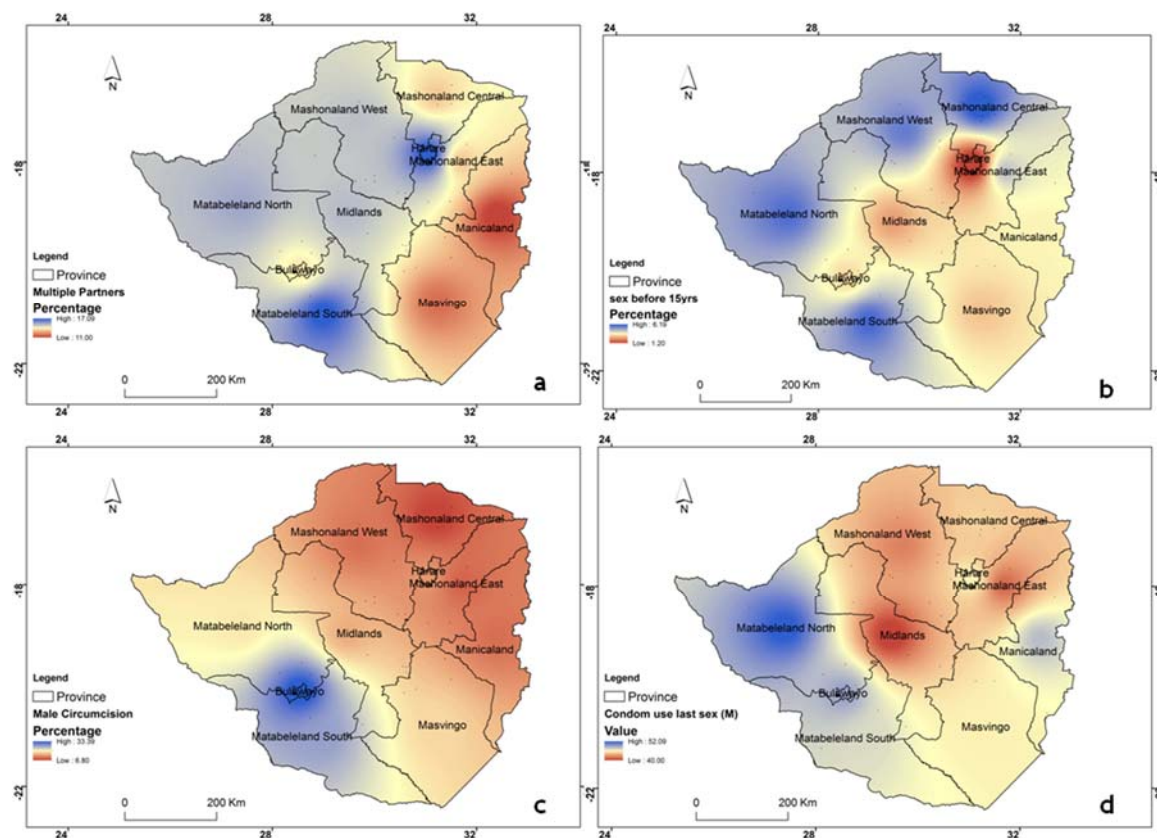 24
28
32
N
Mashonaland Central
Mashonaland West
Harare
Mashonaland East
-18
Matabeleland North
Midlands
Manicaland
Legend
Province
Bulawayo
Multiple Partners
Percentage
High : 17.09
Low : 11.00
Masvingo
Matabeleland South
-22
0 200 Km
a
24
28
32
24
28
32
N
Mashonaland Central
Mashonaland West
Harare
-18
Mashonaland East
Matabeleland North
Midlands
Manicaland
Legend
Province
Bulawayo
sex before 15yrs
Percentage
High : 6.19
Low : 1.20
Masvingo
Matabeleland South
-22
0 200 Km
b
24
28
32
N
Mashonaland Central
Mashonaland West
Harare
-18
Mashonaland East
Matabeleland North
Midlands
Manicaland
Legend
Province
Bulawayo
Male Circumcision
Percentage
High : 33.39
Low : 6.80
Masvingo
Matabeleland South
-22
0 200 Km
c
24
28
32
N
Mashonaland Central
Mashonaland West
Harare
-18
Mashonaland East
Matabeleland North
Midlands
Manicaland
Legend
Province
Bulawayo
Condom use last sex (M)
Value
High : 52.09
Low : 40.00
Masvingo
Matabeleland South
-22
0 200 Km
d
24
28
32